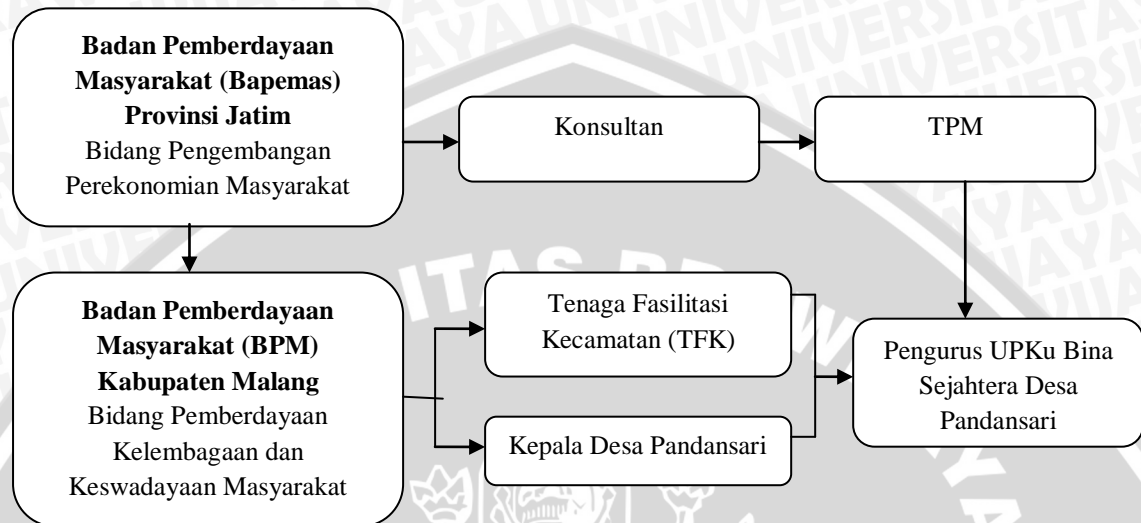 Badan Pemberdayaan
Masyarakat (Bapemas)
Provinsi Jatim
Bidang Pengembangan
Perekonomian Masyarakat
Konsultan
TPM
Badan Pemberdayaan
Masyarakat (BPM)
Kabupaten Malang
Bidang Pemberdayaan
Kelembagaan dan
Keswadayaan Masyarakat
Tenaga Fasilitasi
Kecamatan (TFK)
Kepala Desa Pandansari
Pengurus UPKu Bina
Sejahtera Desa
Pandansari